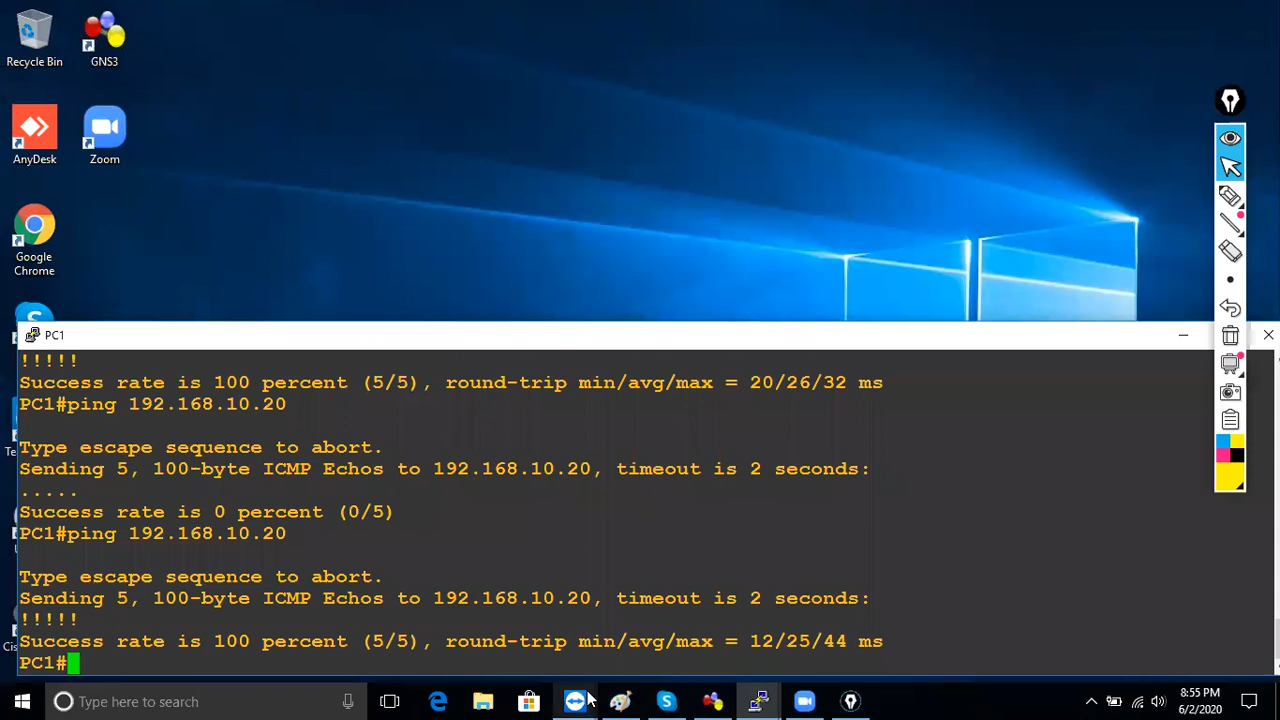 Recycle Bin
GNS3
AnyDesk
Zoom
Google
Chrome
PC1
!!!!!
Success rate is 100 percent (5/5), round-trip min/avg/max = 20/26/32 ms
PC1#ping 192.168.10.20
Type escape sequence to abort.
Sending 5, 100-byte ICMP Echos to 192.168.10.20, timeout is 2 seconds:
.....
Success rate is 0 percent (0/5)
PC1#ping 192.168.10.20
Type escape sequence to abort.
Sending 5, 100-byte ICMP Echos to 192.168.10.20, timeout is 2 seconds:
!!!!!
Success rate is 100 percent (5/5), round-trip min/avg/max = 12/25/44 ms
PC1#
Type here to search
8:55 PM
6/2/2020